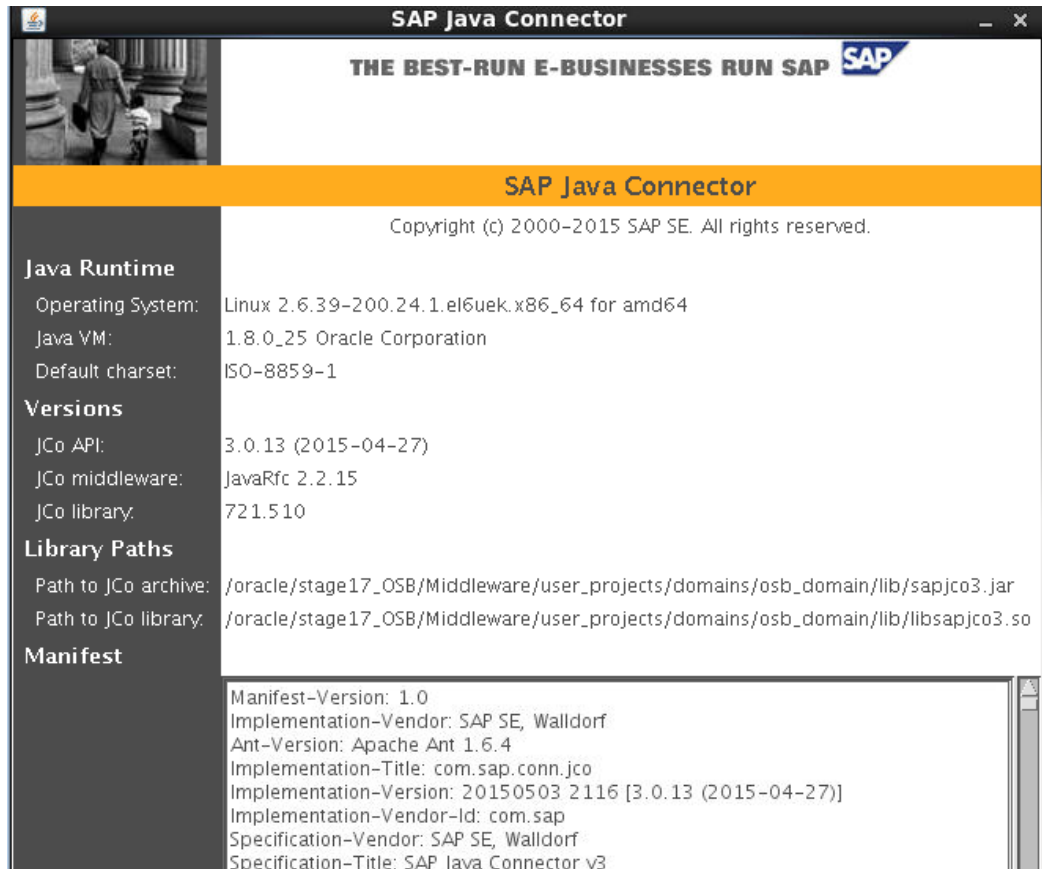 SAP Java Connector
THE BEST-RUN E-BUSINESSES RUN SAP SAP
SAP Java Connector
Copyright (c) 2000-2015 SAP SE. All rights reserved.
Java Runtime
Operating System: Linux 2.6.39-200.24.1.el6uek.x86_64 for amd64
Java VM: 1.8.0_25 Oracle Corporation
Default charset: ISO-8859-1
Versions
JCo API: 3.0.13 (2015-04-27)
JCo middleware: JavaRfc 2.2.15
JCo library: 721.510
Library Paths
Path to JCo archive: /oracle/stage17_OSB/Middleware/user_projects/domains/osb_domain/lib/sapjco3.jar
Path to JCo library: /oracle/stage17_OSB/Middleware/user_projects/domains/osb_domain/lib/libsapjco3.so
Manifest
Manifest-Version: 1.0
Implementation-Vendor: SAP SE, Walldorf
Ant-Version: Apache Ant 1.6.4
Implementation-Title: com.sap.conn.jco
Implementation-Version: 20150503 2116 [3.0.13 (2015-04-27)]
Implementation-Vendor-Id: com.sap
Specification-Vendor: SAP SE, Walldorf
Specification-Title: SAP Java Connector v3